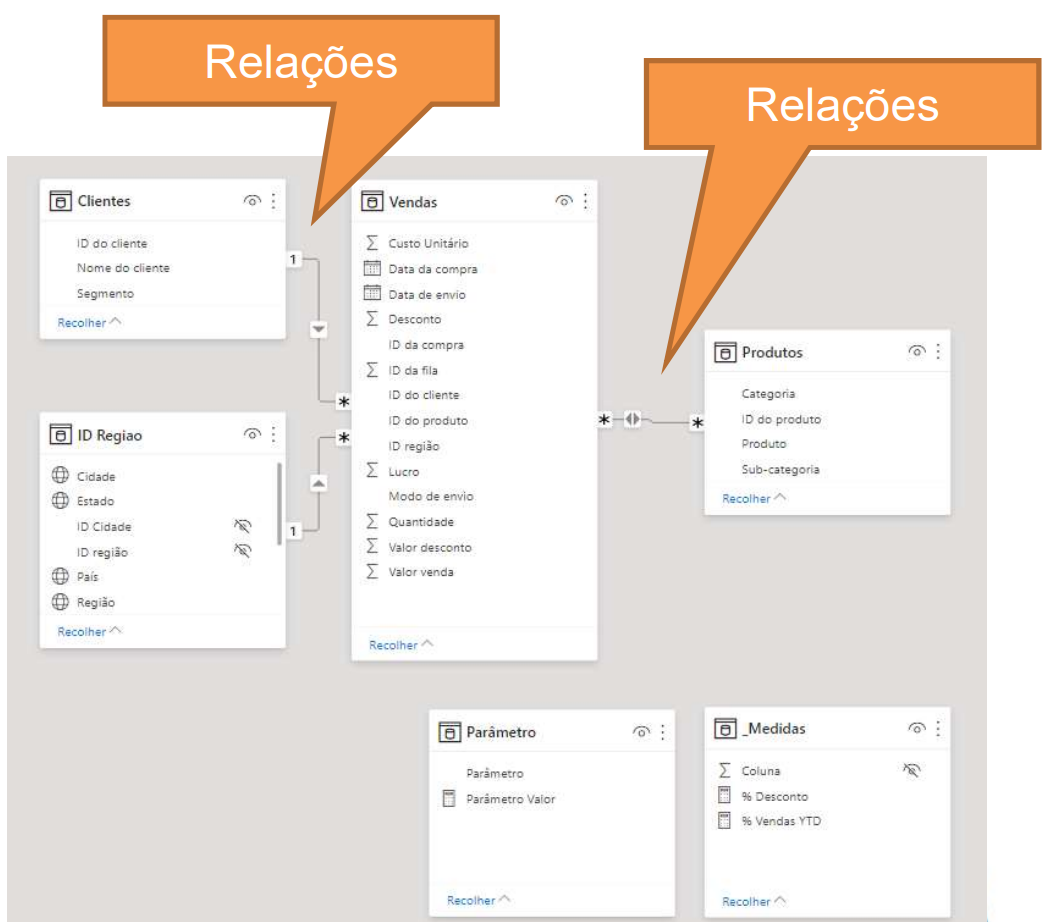 Relações
Relações
Clientes
ID do cliente
Nome do cliente
Segmento
Recolher
1
*
ID Regiao
Cidade
Estado
ID Cidade
ID região
País
Região
Recolher
1
*
Vendas
Custo Unitário
Data da compra
Data de envio
Desconto
ID da compra
ID da fila
ID do cliente
ID do produto
ID região
Lucro
Modo de envio
Quantidade
Valor desconto
Valor venda
Recolher
*
*
Produtos
Categoria
ID do produto
Produto
Sub-categoria
Recolher
Parâmetro
Parâmetro
Parâmetro Valor
Recolher
_Medidas
Coluna
% Desconto
% Vendas YTD
Recolher